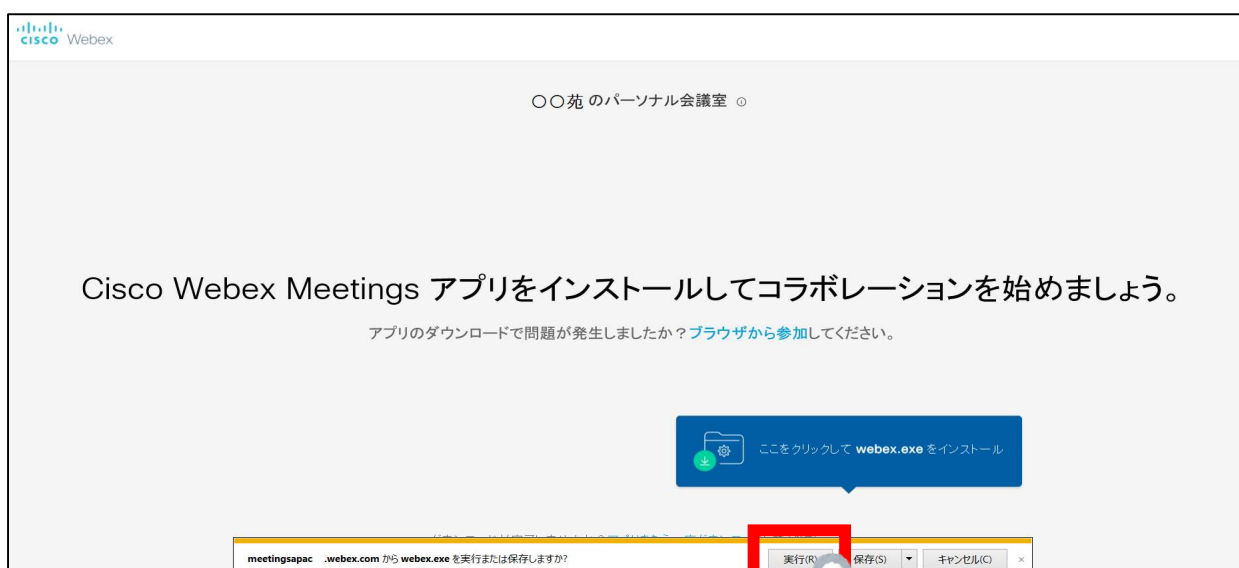 CISCO Webex
〇〇苑 のパーソナル会議室
Cisco Webex Meetings アプリをインストールしてコラボレーションを始めましょう。
アプリのダウンロードで問題が発生しましたか？ブラウザから参加してください。
ここをクリックして webex.exe をインストール
meetingsapac .webex.com から webex.exe を実行または保存しますか?
実行(R)
保存(S)
キャンセル(C)